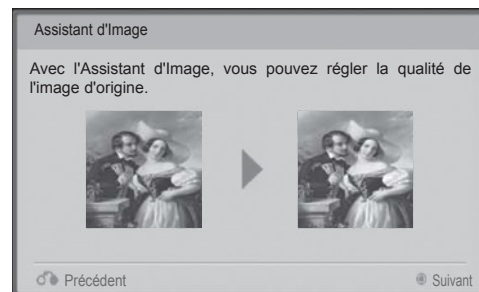 Assistant d'Image
Avec l'Assistant d'Image, vous pouvez régler la qualité de
l'image d'origine.
Précédent
Suivant